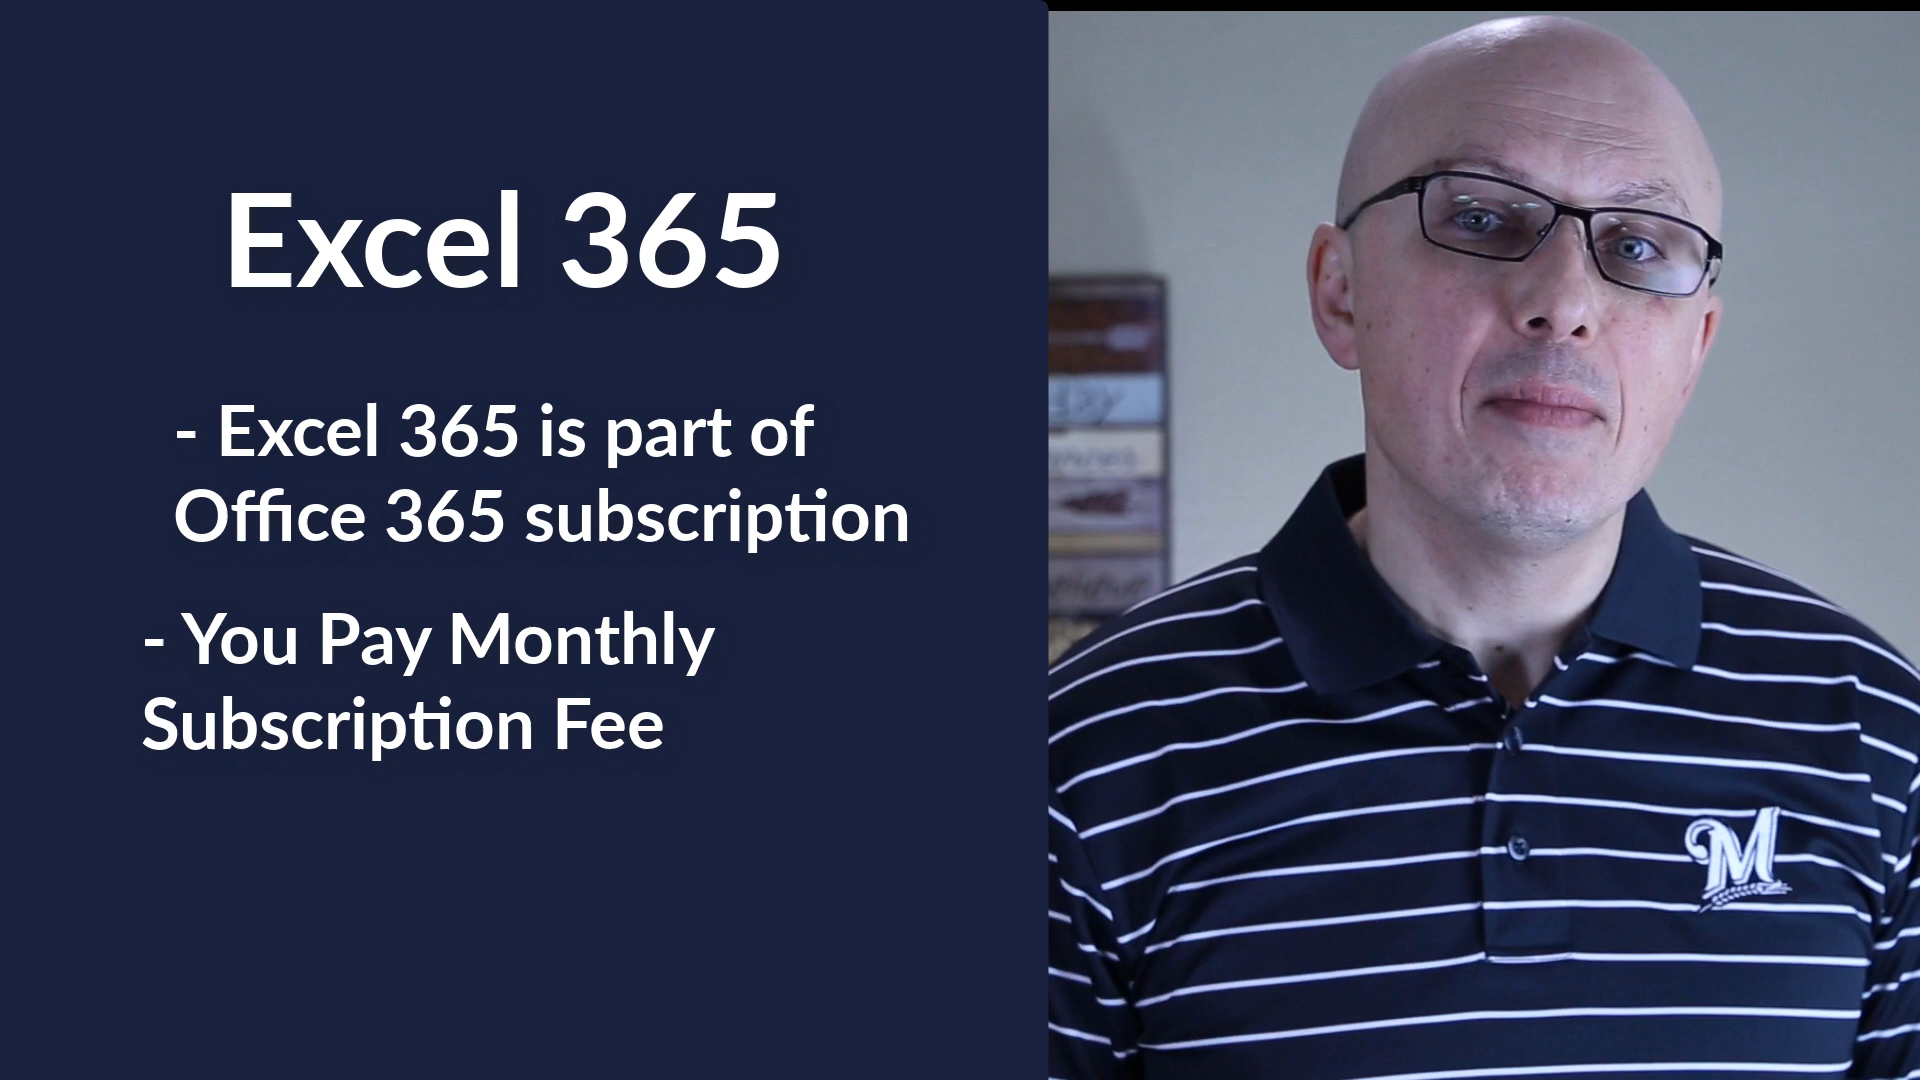 Excel 365
- Excel 365 is part of
Office 365 subscription
- You Pay Monthly
Subscription Fee
M